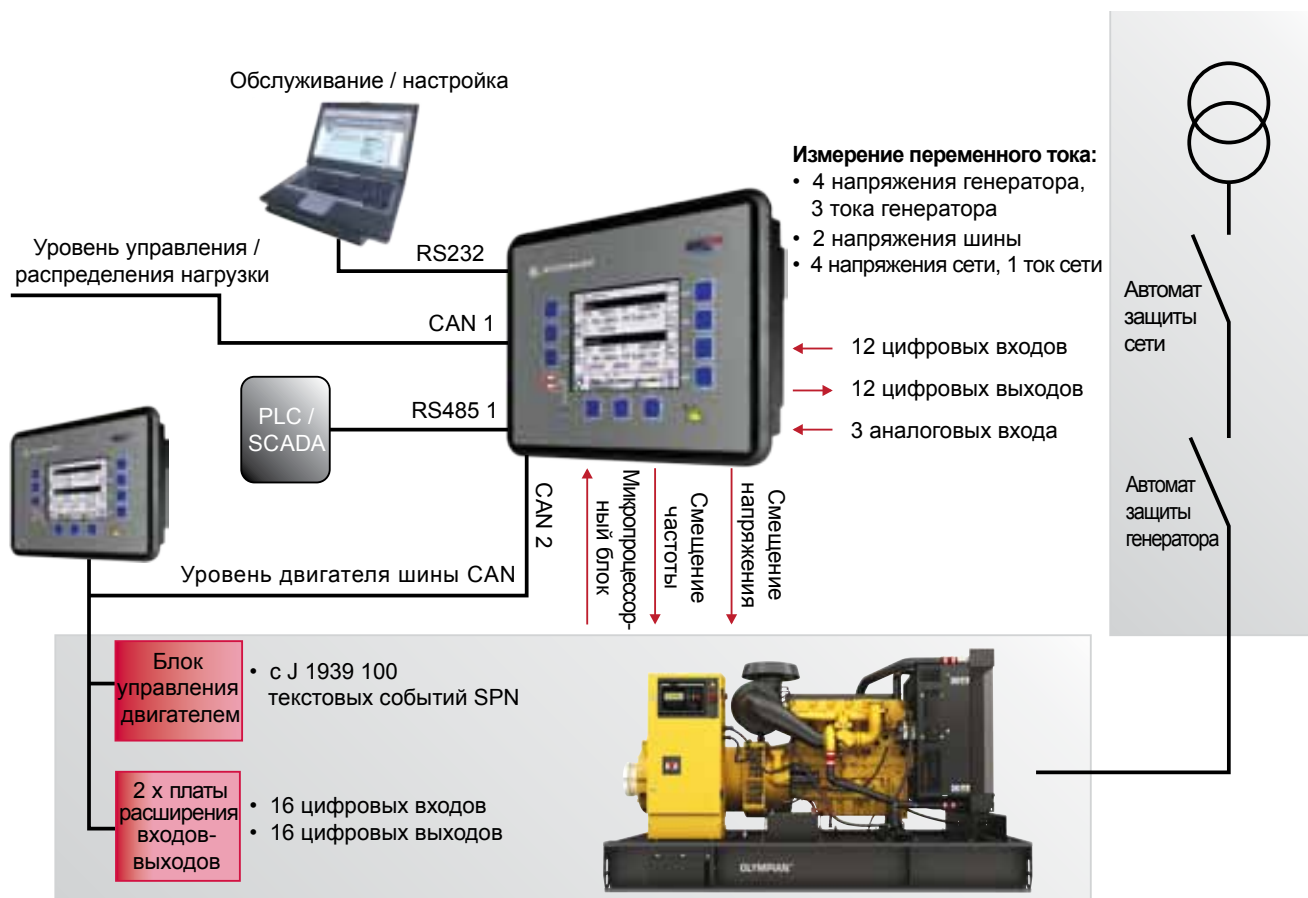 Обслуживание / настройка
Измерение переменного тока:
• 4 напряжения генератора,
3 тока генератора
• 2 напряжения шины
• 4 напряжения сети, 1 ток сети
Уровень управления /
распределения нагрузки
RS232
CAN 1
RS485 1
PLC /
SCADA
CAN 2
12 цифровых входов
12 цифровых выходов
3 аналоговых входа
Автомат
защиты
сети
Автомат
защиты
генератора
Микропроцессор-
ный блок
Смещение
частоты
Смещение
напряжения
Уровень двигателя шины CAN
Блок
управления
двигателем
• с J 1939 100
текстовых событий SPN
2 x платы
расширения
входов-
выходов
• 16 цифровых входов
• 16 цифровых выходов
OLYMPIAN